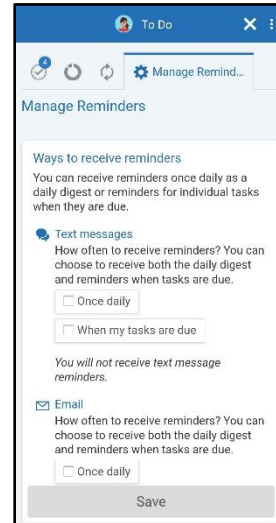 To Do
4
Manage Remind...
Manage Reminders
Ways to receive reminders
You can receive reminders once daily as a
daily digest or reminders for individual tasks
when they are due.
Text messages
How often to receive reminders? You can
choose to receive both the daily digest
and reminders when tasks are due.
Once daily
When my tasks are due
You will not receive text message
reminders.
Email
How often to receive reminders? You can
choose to receive both the daily digest
and reminders when tasks are due.
Once daily
Save